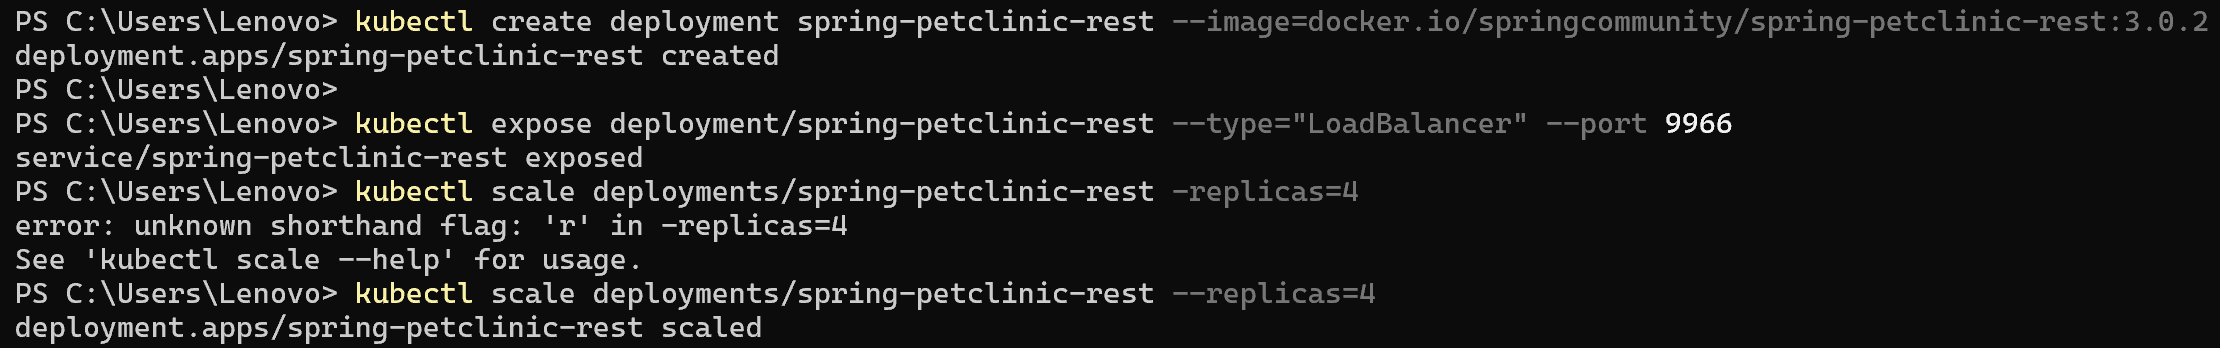 PS C:\Users\Lenovo> kubectl create deployment spring-petclinic-rest --image=docker.io/springcommunity/spring-petclinic-rest:3.0.2
deployment.apps/spring-petclinic-rest created
PS C:\Users\Lenovo>
PS C:\Users\Lenovo> kubectl expose deployment/spring-petclinic-rest --type="LoadBalancer" --port 9966
service/spring-petclinic-rest exposed
PS C:\Users\Lenovo> kubectl scale deployments/spring-petclinic-rest -replicas=4
error: unknown shorthand flag: 'r' in -replicas=4
See 'kubectl scale --help' for usage.
PS C:\Users\Lenovo> kubectl scale deployments/spring-petclinic-rest --replicas=4
deployment.apps/spring-petclinic-rest scaled